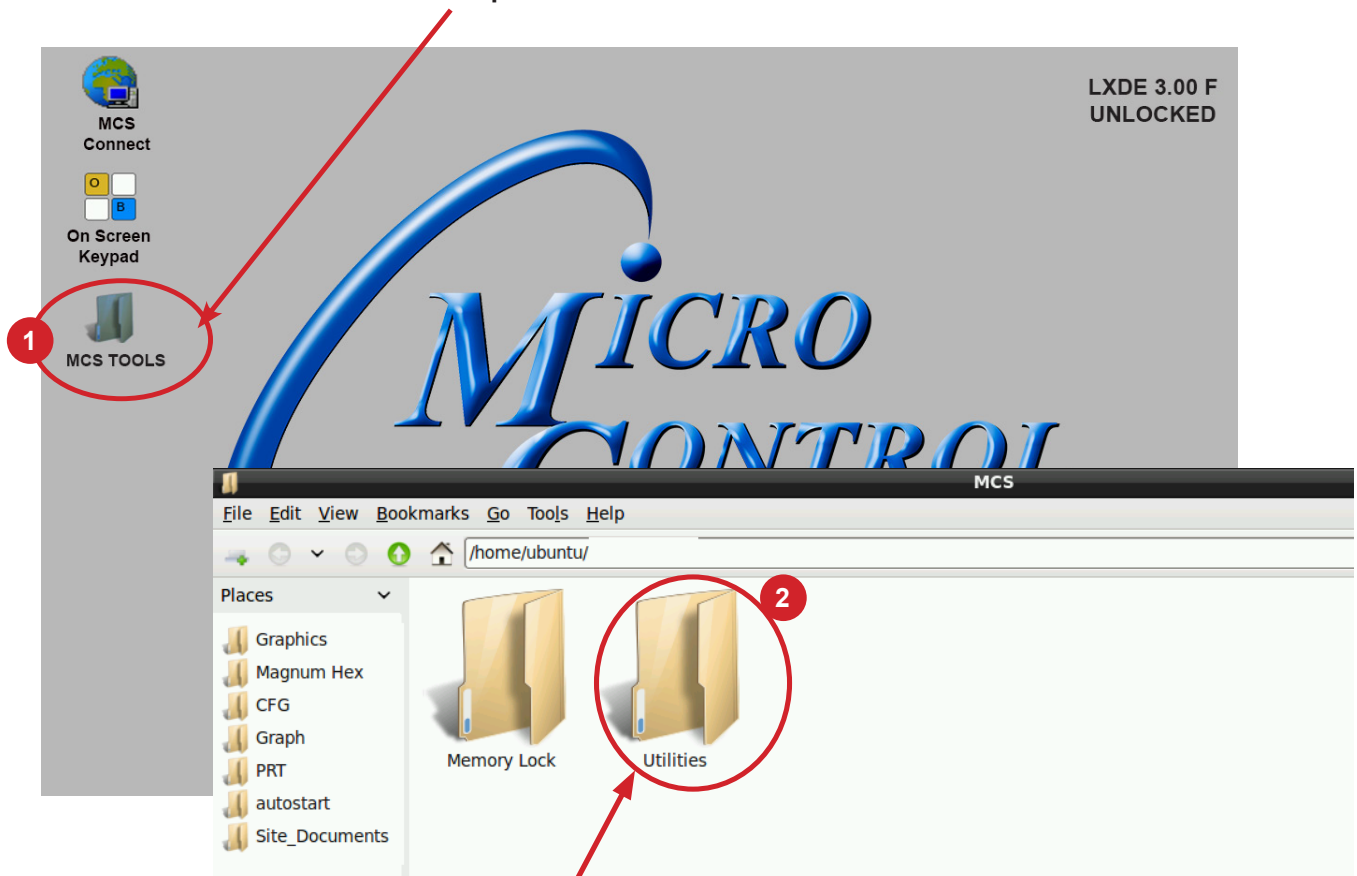 LXDE 3.00 F
UNLOCKED
MCS
Connect
O
B
On Screen
Keypad
1
MCS TOOLS
MICRO
CONTROL
MCS
File Edit View Bookmarks Go Tools Help
/home/ubuntu/
Places
2
Graphics
Magnum Hex
CFG
Graph
PRT
autostart
Site_Documents
Memory Lock
Utilities